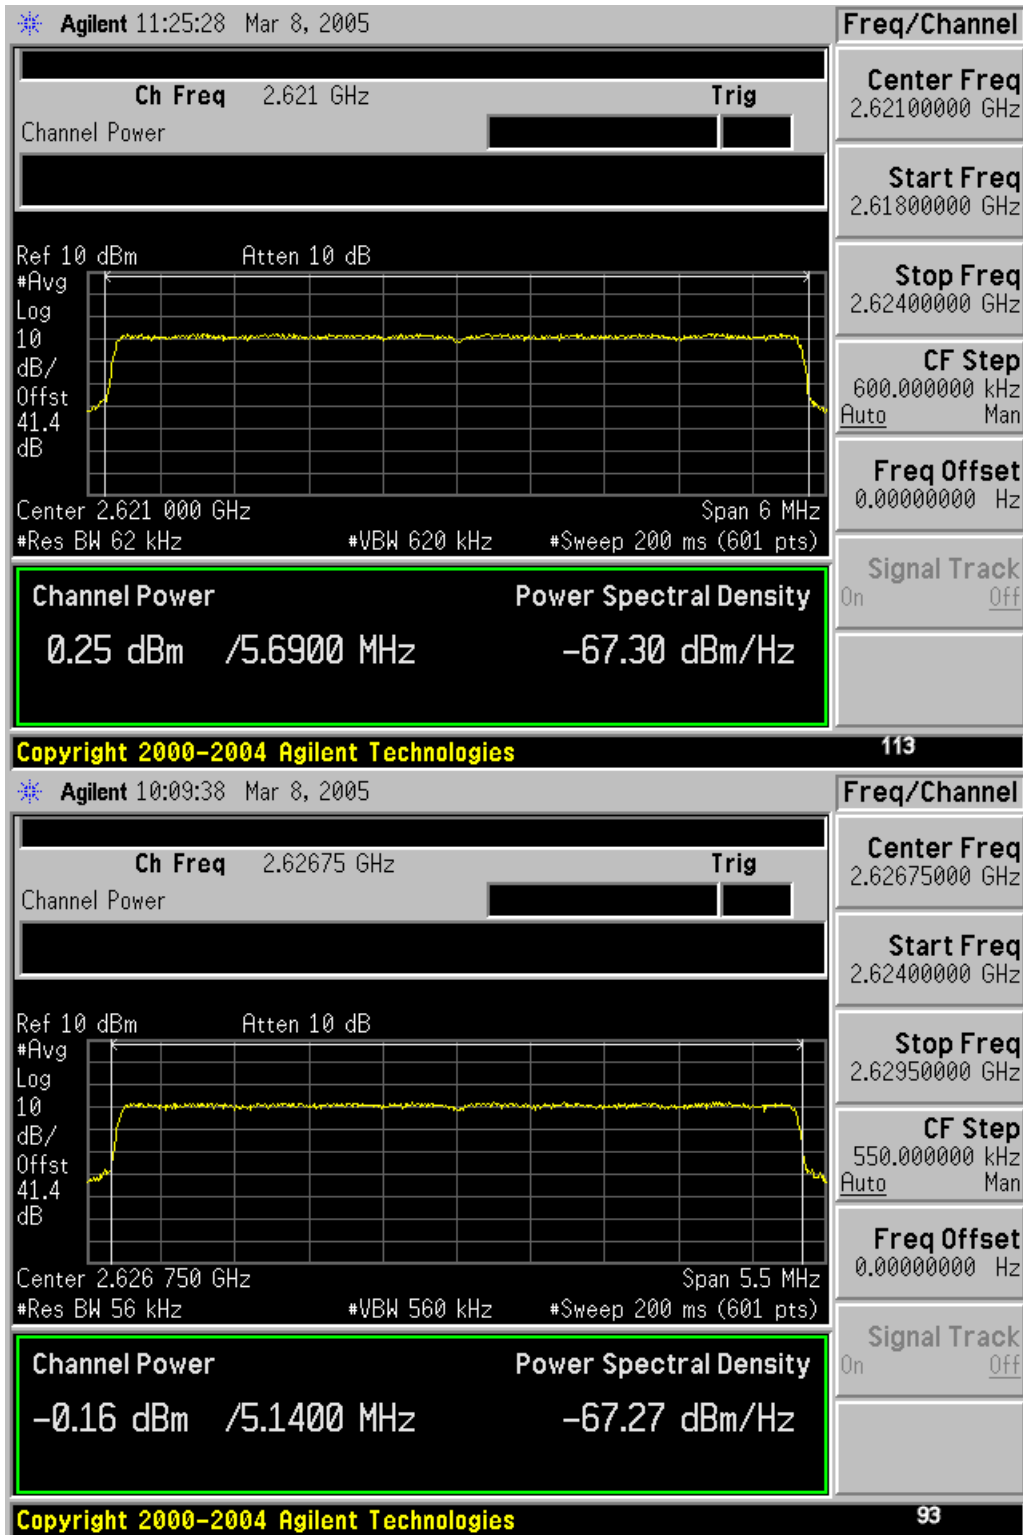 Agilent 11:25:28 Mar 8, 2005
Freq/Channel
Ch Freq 2.621 GHz Trig
Channel Power
Center Freq
2.62100000 GHz
Start Freq
2.61800000 GHz
Stop Freq
2.62400000 GHz
CF Step
600.000000 kHz
Auto Man
Freq Offset
0.00000000 Hz
Signal Track
On Off
Ref 10 dBm Atten 10 dB
#Avg
Log
10
dB/
Offst
41.4
dB
Center 2.621 000 GHz Span 6 MHz
#Res BW 62 kHz #VBW 620 kHz #Sweep 200 ms (601 pts)
Channel Power Power Spectral Density
0.25 dBm /5.6900 MHz -67.30 dBm/Hz
Copyright 2000-2004 Agilent Technologies
113
Agilent 10:09:38 Mar 8, 2005
Freq/Channel
Ch Freq 2.62675 GHz Trig
Channel Power
Center Freq
2.62675000 GHz
Start Freq
2.62400000 GHz
Stop Freq
2.62950000 GHz
CF Step
550.000000 kHz
Auto Man
Freq Offset
0.00000000 Hz
Signal Track
On Off
Ref 10 dBm Atten 10 dB
#Avg
Log
10
dB/
Offst
41.4
dB
Center 2.626 750 GHz Span 5.5 MHz
#Res BW 56 kHz #VBW 560 kHz #Sweep 200 ms (601 pts)
Channel Power Power Spectral Density
-0.16 dBm /5.1400 MHz -67.27 dBm/Hz
Copyright 2000-2004 Agilent Technologies
93